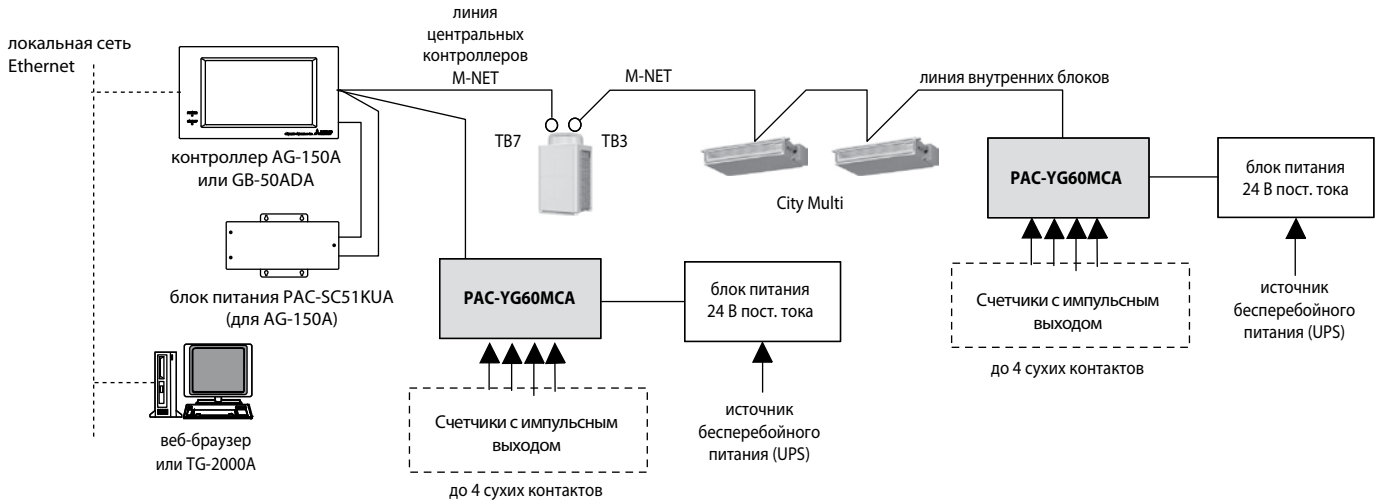 локальная сеть
Ethernet
линия
центральных
контроллеров
M-NET
M-NET
линия внутренних блоков
TB7
TB3
контроллер AG-150A
или GB-50ADA
City Multi
PAC-YG60MCA
блок питания
24 В пост. тока
блок питания PAC-SC51KUA
(для AG-150A)
PAC-YG60MCA
блок питания
24 В пост. тока
Счетчики с импульсным
выходом
источник
бесперебойного
питания (UPS)
до 4 сухих контактов
веб-браузер
или TG-2000A
Счетчики с импульсным
выходом
источник
бесперебойного
питания (UPS)
до 4 сухих контактов